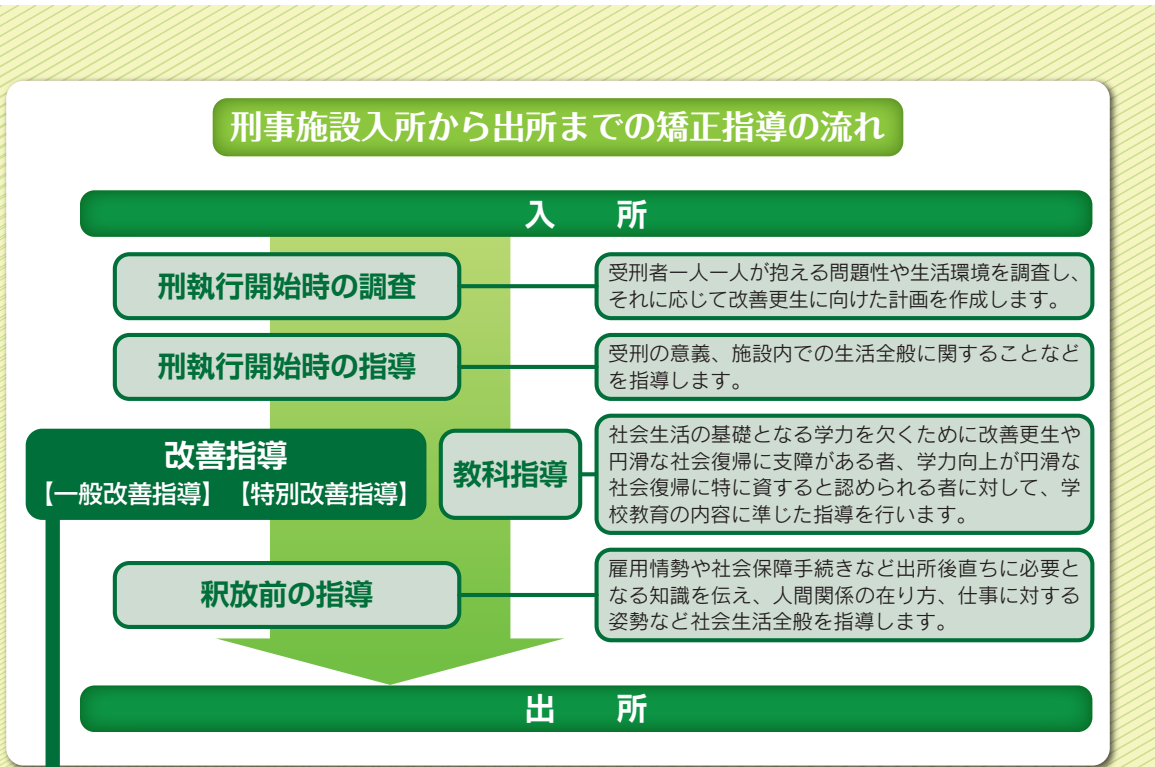 刑事施設入所から出所までの矯正指導の流れ
入 所
刑執行開始時の調査
受刑者一人一人が抱える問題性や生活環境を調査し、
それに応じて改善更生に向けた計画を作成します。
刑執行開始時の指導
受刑の意義、施設内での生活全般に関することなど
を指導します。
改善指導
【一般改善指導】【特別改善指導】
教科指導
社会生活の基礎となる学力を欠くために改善更生や
円滑な社会復帰に支障がある者、学力向上が円滑な
社会復帰に特に資すると認められる者に対して、学
校教育の内容に準じた指導を行います。
釈放前の指導
雇用情勢や社会保障手続きなど出所後直ちに必要と
なる知識を伝え、人間関係の在り方、仕事に対する
姿勢など社会生活全般を指導します。
出 所